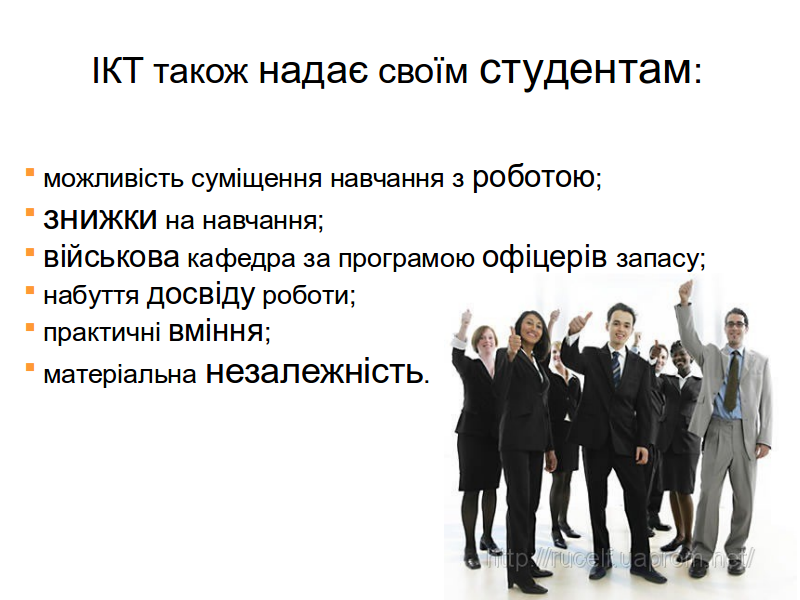 ІКТ також надає своїм студентам:
можливість суміщення навчання з роботою;
знижки на навчання;
військова кафедра за програмою офіцерів запасу;
набуття досвіду роботи;
практичні вміння;
матеріальна незалежність.
http://rucelf.uaprom.net/